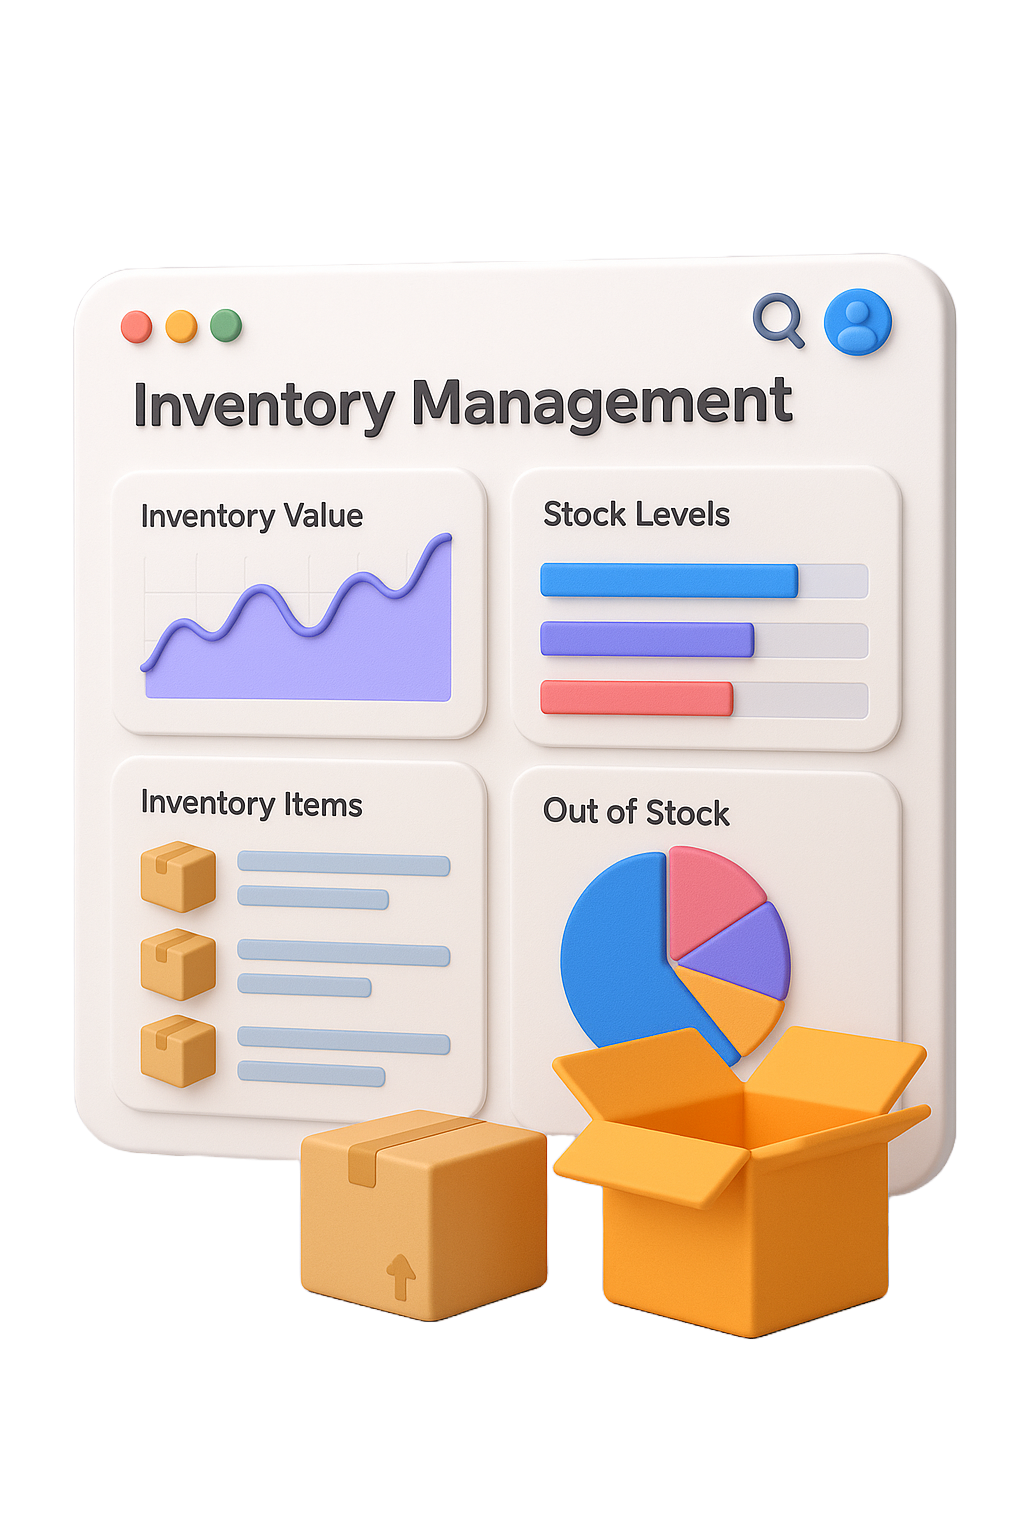 Inventory Management
Inventory Value
Stock Levels
Inventory Items
Out of Stock